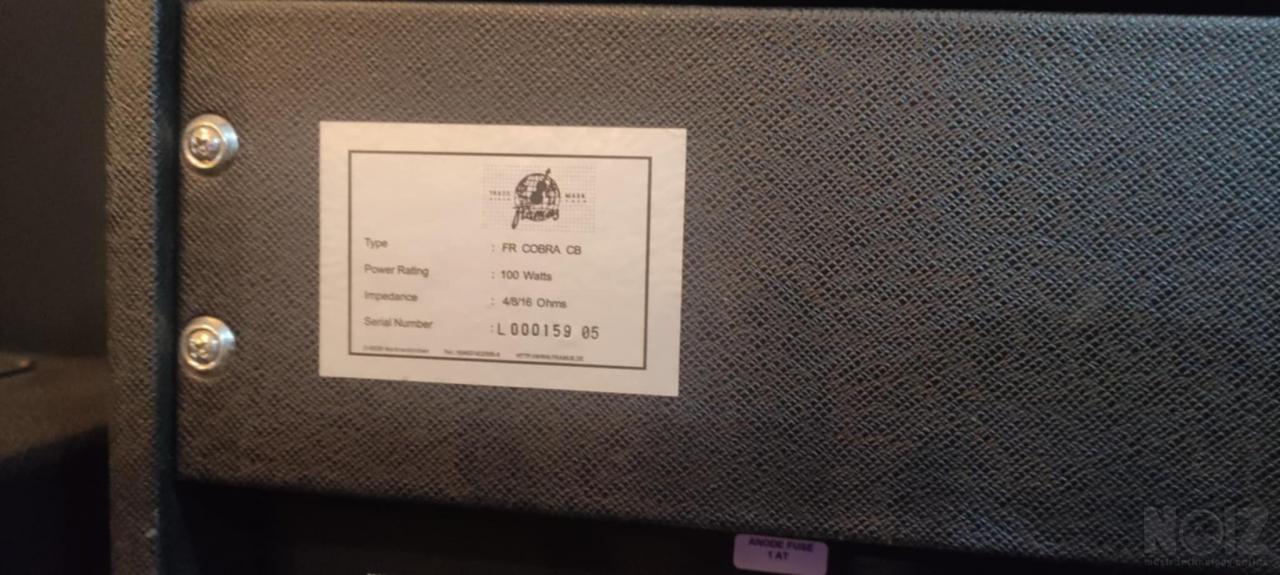 TRADE MARK
Framus
Type : FR COBRA CB
Power Rating : 100 Watts
Impedance : 4/8/16 Ohms
Serial Number : L 000159 05
ANODE FUSE
1 AT
NOIZ